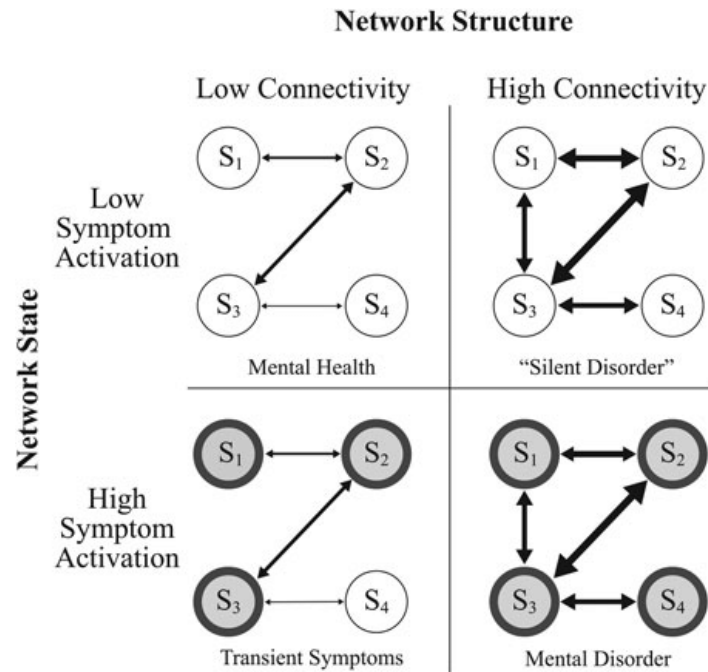 Network Structure
Low Connectivity
High Connectivity
Network State
Low
Symptom
Activation
S₁
S₂
S₃
S₄
Mental Health
S₁
S₂
S₃
S₄
“Silent Disorder”
High
Symptom
Activation
S₁
S₂
S₃
S₄
Transient Symptoms
S₁
S₂
S₃
S₄
Mental Disorder